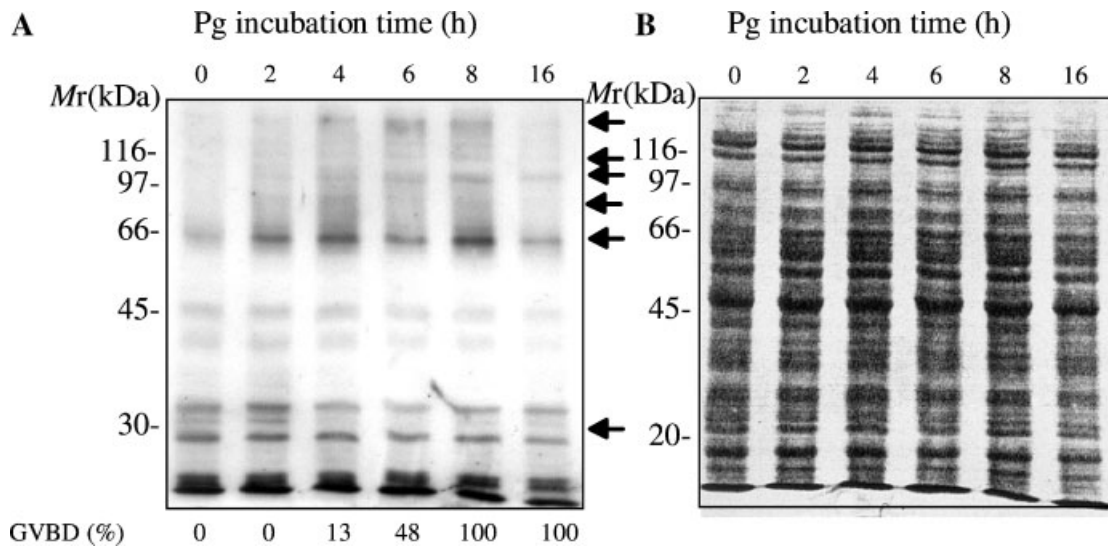 A Pg incubation time (h)
0 2 4 6 8 16
Mr(kDa)
116-
97-
66-
45-
30-
GVBD (%) 0 0 13 48 100 100
B Pg incubation time (h)
0 2 4 6 8 16
Mr(kDa)
116-
97-
66-
45-
20-